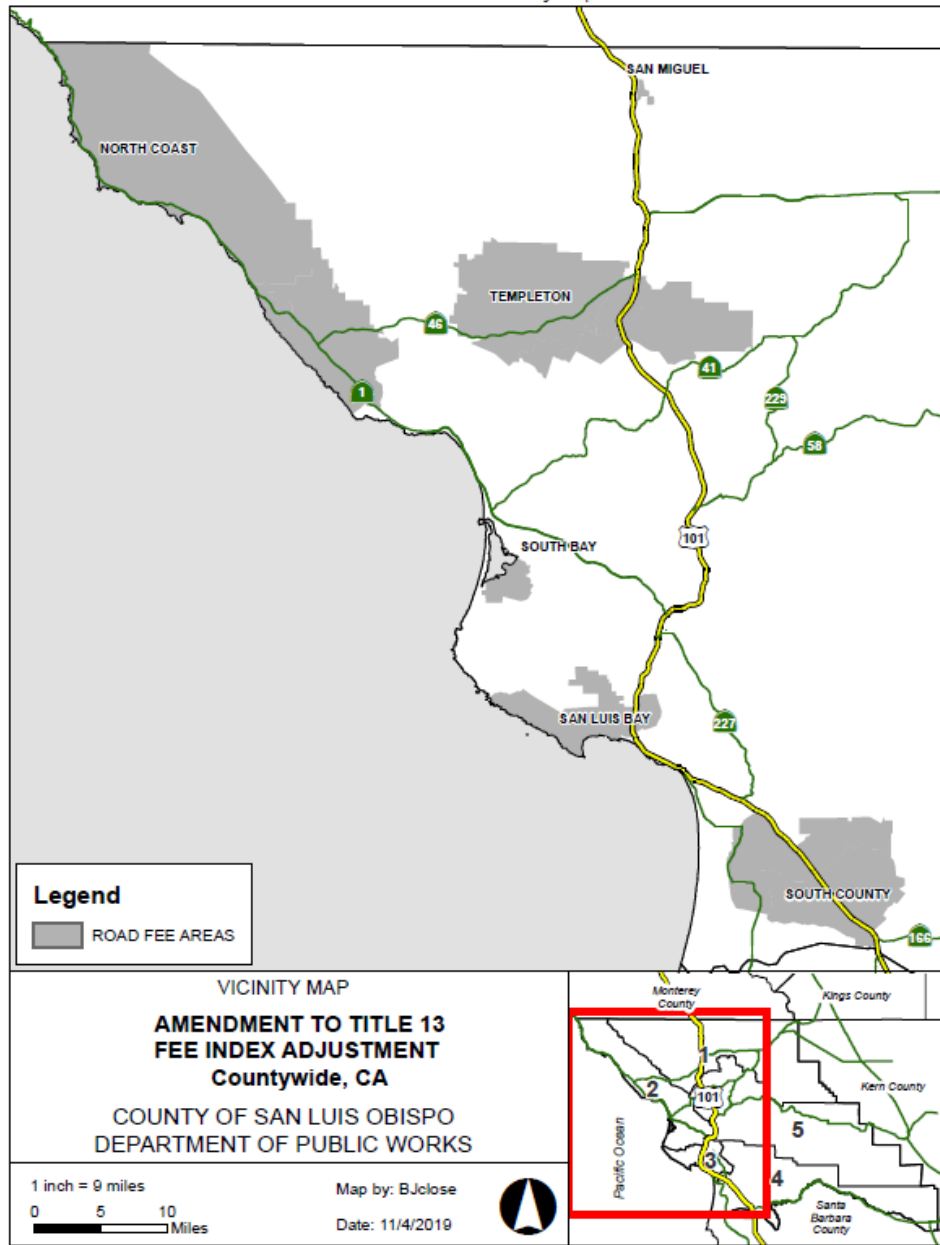 SAN MIGUEL
NORTH COAST
TEMPLETON
46
41
1
229
58
101
SOUTH BAY
SAN LUIS BAY
227
SOUTH COUNTY
166
Legend
ROAD FEE AREAS
VICINITY MAP
AMENDMENT TO TITLE 13
FEE INDEX ADJUSTMENT
Countywide, CA
COUNTY OF SAN LUIS OBISPO
DEPARTMENT OF PUBLIC WORKS
1 inch = 9 miles
0 5 10
Miles
Map by: BJclose
Date: 11/4/2019
Monterey
County
Kings County
1
Kern County
2
101
5
Pacific Ocean
3
4
Santa
Barbara
County